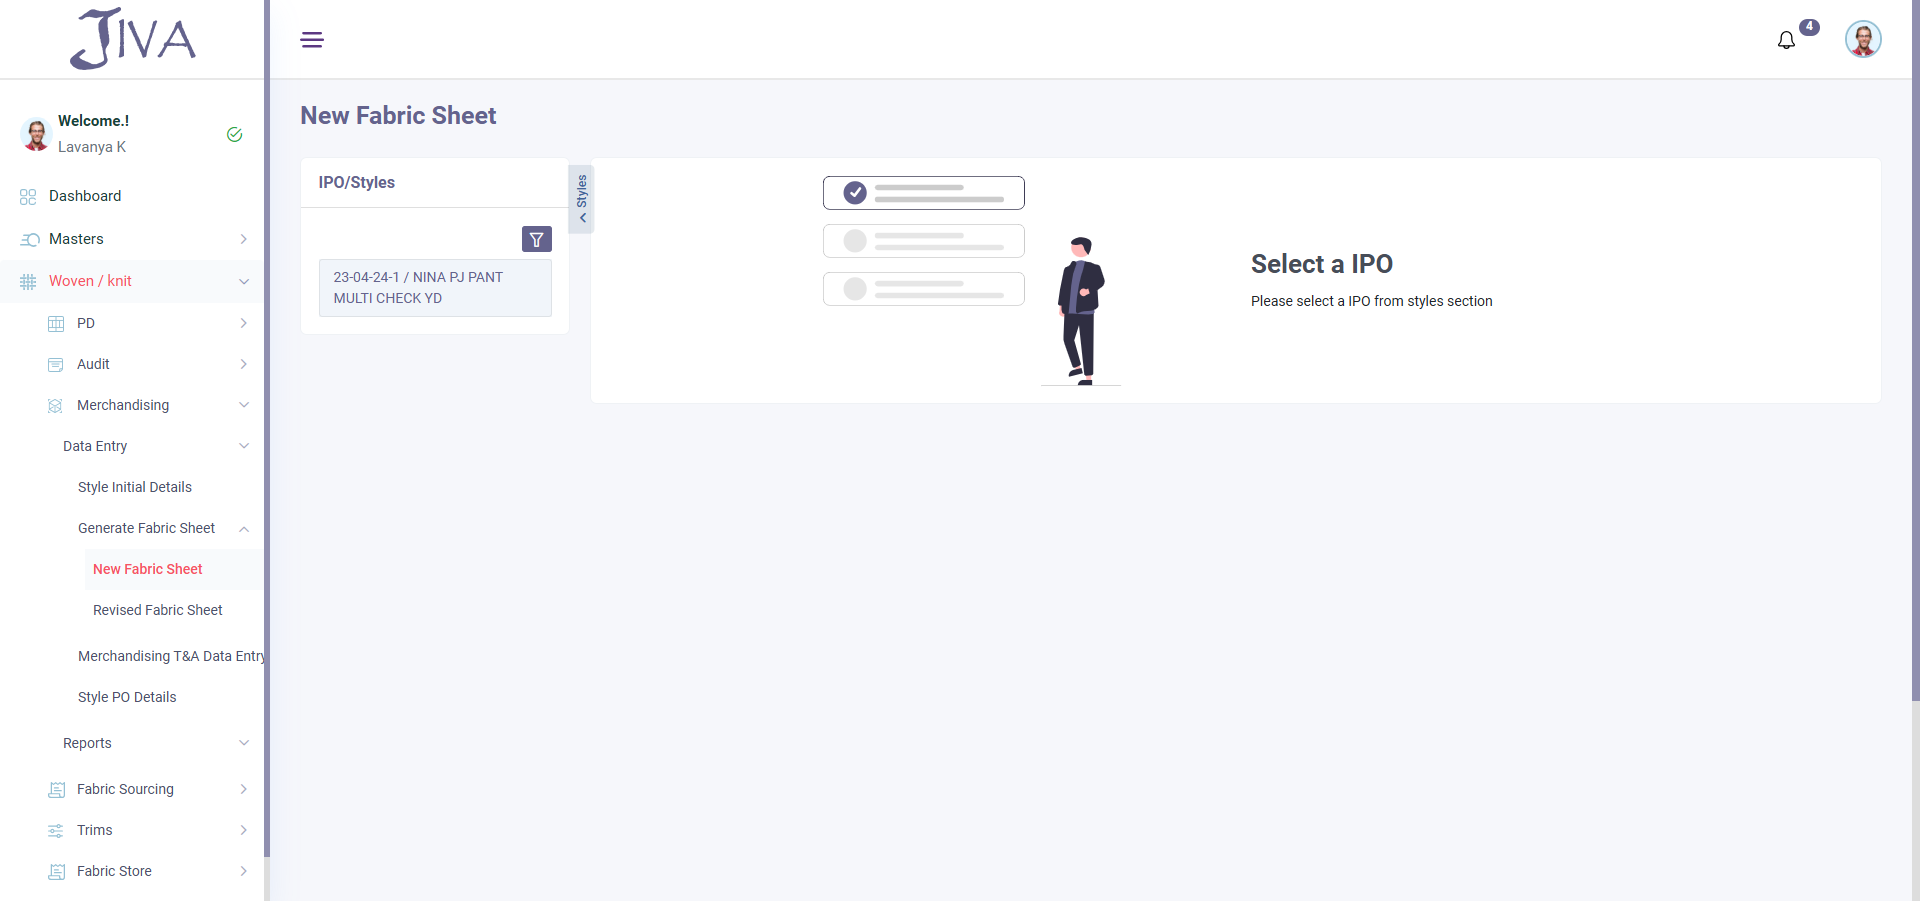 JIVA
4
Welcome.!
Lavanya K
Dashboard
Masters
Woven / knit
PD
Audit
Merchandising
Data Entry
Style Initial Details
Generate Fabric Sheet
New Fabric Sheet
Revised Fabric Sheet
Merchandising T&A Data Entry
Style PO Details
Reports
Fabric Sourcing
Trims
Fabric Store
New Fabric Sheet
IPO/Styles
Styles
23-04-24-1 / NINA PJ PANT
MULTI CHECK YD
Select a IPO
Please select a IPO from styles section